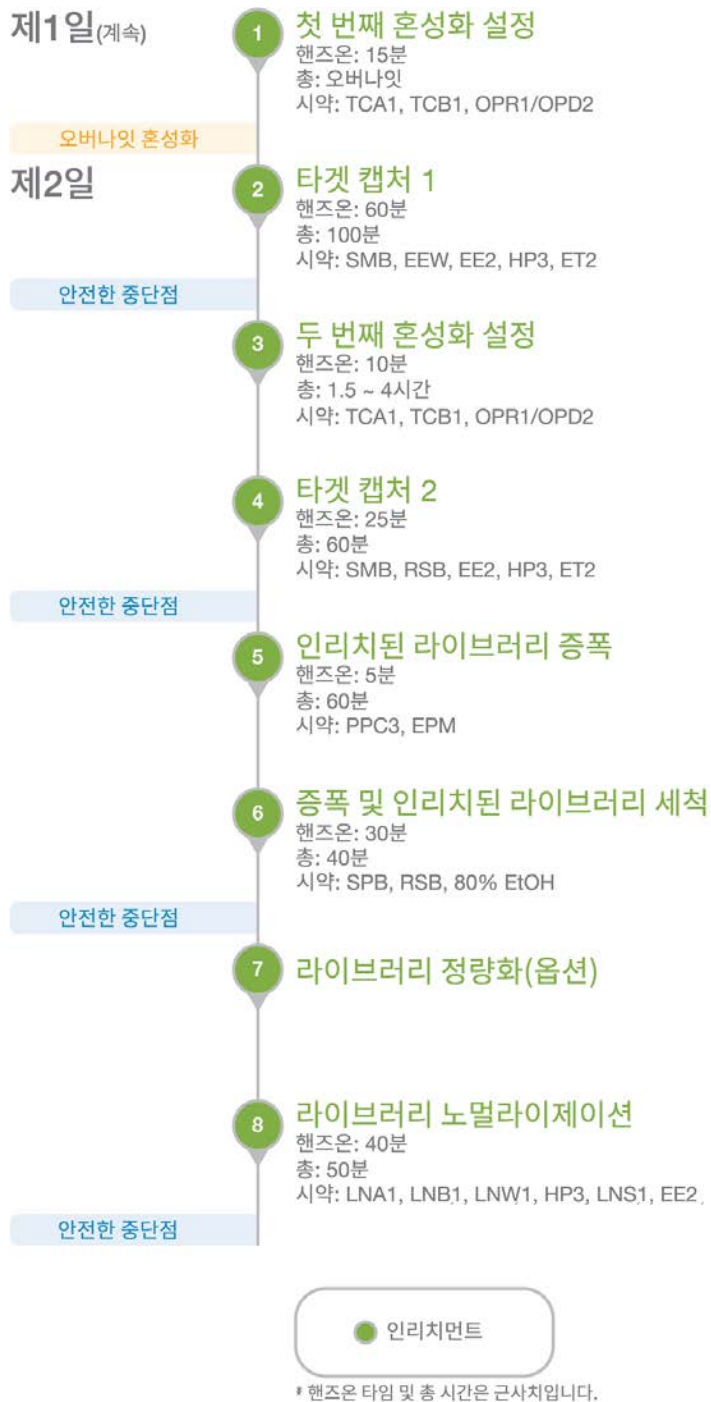 제1일(계속)
1
첫 번째 혼성화 설정
핸즈온: 15분
총: 오버나잇
시약: TCA1, TCB1, OPR1/OPD2
오버나잇 혼성화
제2일
2
타겟 캡처 1
핸즈온: 60분
총: 100분
시약: SMB, EEW, EE2, HP3, ET2
안전한 중단점
3
두 번째 혼성화 설정
핸즈온: 10분
총: 1.5 ~ 4시간
시약: TCA1, TCB1, OPR1/OPD2
4
타겟 캡처 2
핸즈온: 25분
총: 60분
시약: SMB, RSB, EE2, HP3, ET2
안전한 중단점
5
인리치된 라이브러리 증폭
핸즈온: 5분
총: 60분
시약: PPC3, EPM
6
증폭 및 인리치된 라이브러리 세척
핸즈온: 30분
총: 40분
시약: SPB, RSB, 80% EtOH
안전한 중단점
7
라이브러리 정량화(옵션)
8
라이브러리 노멀라이제이션
핸즈온: 40분
총: 50분
시약: LNA1, LNB1, LNW1, HP3, LNS1, EE2
안전한 중단점
인리치먼트
* 핸즈온 타임 및 총 시간은 근사치입니다.